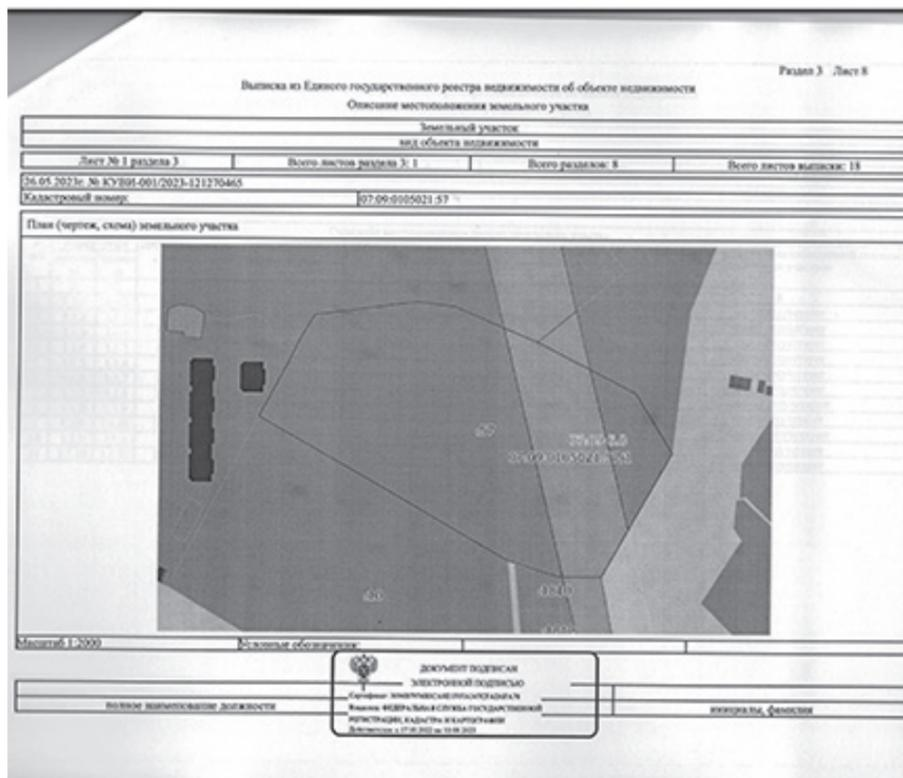 Раздел 3 Лист 8
Выписка из Единого государственного реестра недвижимости об объекте недвижимости
Описание местоположения земельного участка
Земельный участок
вид объекта недвижимости
Лист № 1 раздела 3 Всего листов раздела 3: 1 Всего разделов: 8 Всего листов выписки: 18
26.05.2023г. № КУВИ-001/2023-121270465
Кадастровый номер: 07:09:0105021:57
План (чертеж, схема) земельного участка
:57
Масштаб 1:2000 Условные обозначения:
ДОКУМЕНТ ПОДПИСАН
ЭЛЕКТРОННОЙ ПОДПИСЬЮ
Сертификат:
Владелец: ФЕДЕРАЛЬНАЯ СЛУЖБА ГОСУДАРСТВЕННОЙ
РЕГИСТРАЦИИ, КАДАСТРА И КАРТОГРАФИИ
Действителен: с
полное наименование должности инициалы, фамилия